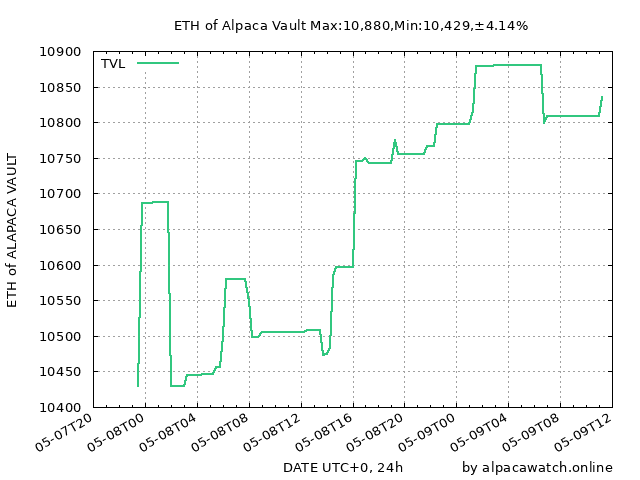 ETH of Alpaca Vault Max:10,880,Min:10,429,±4.14%
TVL
ETH of ALAPACA VAULT
10900
10850
10800
10750
10700
10650
10600
10550
10500
10450
10400
05-07T20
05-08T00
05-08T04
05-08T08
05-08T12
05-08T16
05-08T20
05-09T00
05-09T04
05-09T08
05-09T12
DATE UTC+0, 24h
by alpacawatch.online